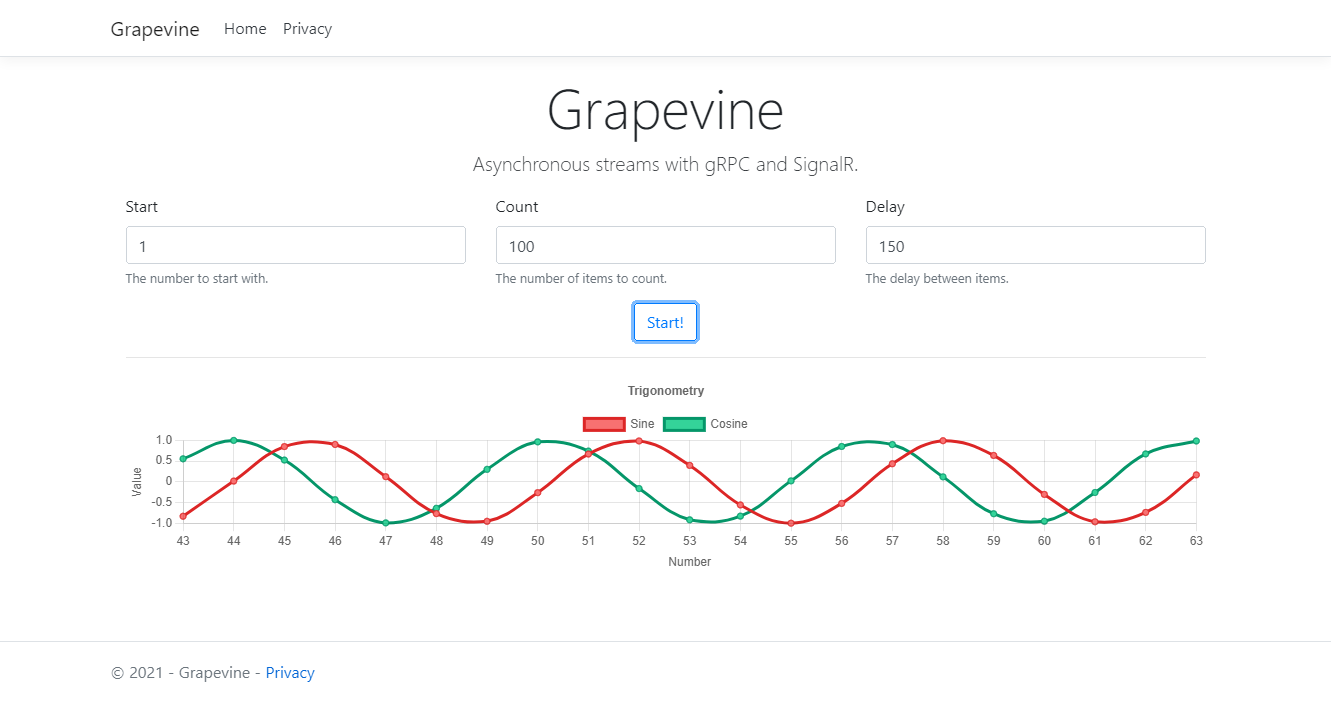 Grapevine Home Privacy
Grapevine
Asynchronous streams with gRPC and SignalR.
Start Count Delay
1 100 150
The number to start with. The number of items to count. The delay between items.
Start!
Trigonometry
Sine Cosine
1.0
0.5
0
-0.5
-1.0
Value
43 44 45 46 47 48 49 50 51 52 53 54 55 56 57 58 59 60 61 62 63
Number
© 2021 - Grapevine - Privacy